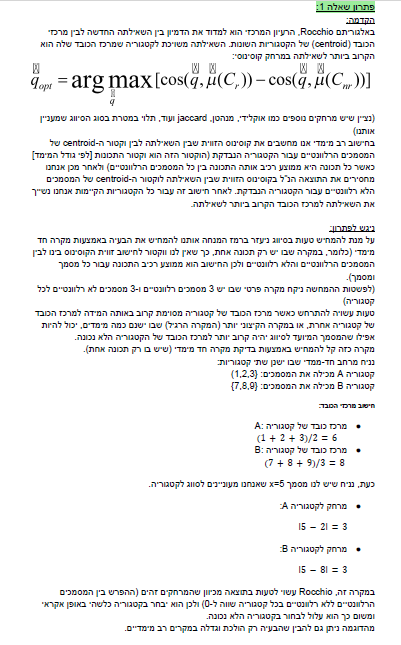 פתרון שאלה 1:
הקדמה:
באלגוריתם Rocchio, הרעיון המרכזי הוא למדוד את הדמיון בין השאילתה החדשה לבין מרכזי
הכובד (centroid) של הקטגוריות השונות. השאילתה משויכת לקטגוריה שמרכז הכובד שלה הוא
הקרוב ביותר לשאילתה במרחק קוסינוסי:
q_opt = arg max [cos(q, μ(C_r)) – cos(q, μ(C_nr))]
q
(נציין שיש מרחקים נוספים כמו אוקלידי, מנהטן, jaccard ועוד, תלוי במטרת בסוג הסיווג שמעניין
אותנו)
בחישוב רב מימדי אנו מחשבים את קוסינוס הזווית שבין השאילתה לבין וקטור ה-centroid של
המסמכים הרלוונטיים עבור הקטגוריה הנבדקת (הוקטור הזה הוא וקטור התכונות [לפי גודל המימד]
כאשר כל תכונה היא ממוצע רכיב אותה התכונה בין כל המסמכים הרלוונטיים) ולאחר מכן אנחנו
מחסירים את התוצאה הנ"ל בקוסינוס הזווית שבין השאילתה לוקטור ה-centroid של המסמכים
הלא רלוונטיים עבור הקטגוריה הנבדקת. לאחר חישוב זה עבור כל הקטגוריות הקיימות אנחנו נשייך
את השאילתה למרכז הכובד הקרוב ביותר לשאילתה.
ניגש לפתרון:
על מנת להמחיש טעות בסיווג ניעזר ברמז המנחה אותנו להמחיש את הבעיה באמצעות מקרה חד
מימדי (כלומר, במקרה שבו יש רק תכונה אחת, כך שאין לנו ווקטור לחישוב זווית הקוסינוס בינו לבין
המסמכים הרלוונטיים והלא רלוונטיים ולכן החישוב הוא ממוצע רכיב התכונה עבור כל מסמך
ומסמך).
(לפשטות ההמחשה ניקח מקרה פרטי שבו יש 3 מסמכים רלוונטיים ו-3 מסמכים לא רלוונטיים לכל
קטגוריה)
טעות עשויה להתרחש כאשר מרכז הכובד של קטגוריה מסוימת קרוב באותה המידה למרכז הכובד
של קטגוריה אחרת, או במקרה הקיצוני יותר (המקרה הרגיל) שבו ישנם כמה מימדים, יכול להיות
אפילו שהמסמך המיועד לסיווג יהיה קרוב יותר למרכז הכובד של הקטגוריה הלא נכונה.
מקרה כזה קל להמחיש באמצעות בדיקת מקרה חד מימדי (שיש בו רק תכונה אחת).
נניח מרחב חד-ממדי שבו ישנן שתי קטגוריות:
קטגוריה A מכילה את המסמכים: {1,2,3}
קטגוריה B מכילה את המסמכים: {7,8,9}
חישוב מרכזי הכובד:
• מרכז כובד של קטגוריה A:
(1 + 2 + 3)/2 = 6
• מרכז כובד של קטגוריה B:
(7 + 8 + 9)/3 = 8
כעת, נניח שיש לנו מסמך x=5 שאנחנו מעוניינים לסווג לקטגוריה.
• מרחק לקטגוריה A:
|5 − 2| = 3
• מרחק לקטגוריה B:
|5 − 8| = 3
במקרה זה, Rocchio עשוי לטעות בתוצאה מכיוון שהמרחקים זהים (ההפרש בין המסמכים
הרלוונטיים ללא רלוונטיים בכל קטגוריה שווה ל-0) ולכן הוא יבחר בקטגוריה כלשהי באופן אקראי
ומשום כך הוא עלול לבחור בקטגוריה הלא נכונה.
מהדוגמה ניתן גם להבין שהבעיה רק הולכת וגדלה במקרים רב מימדיים.